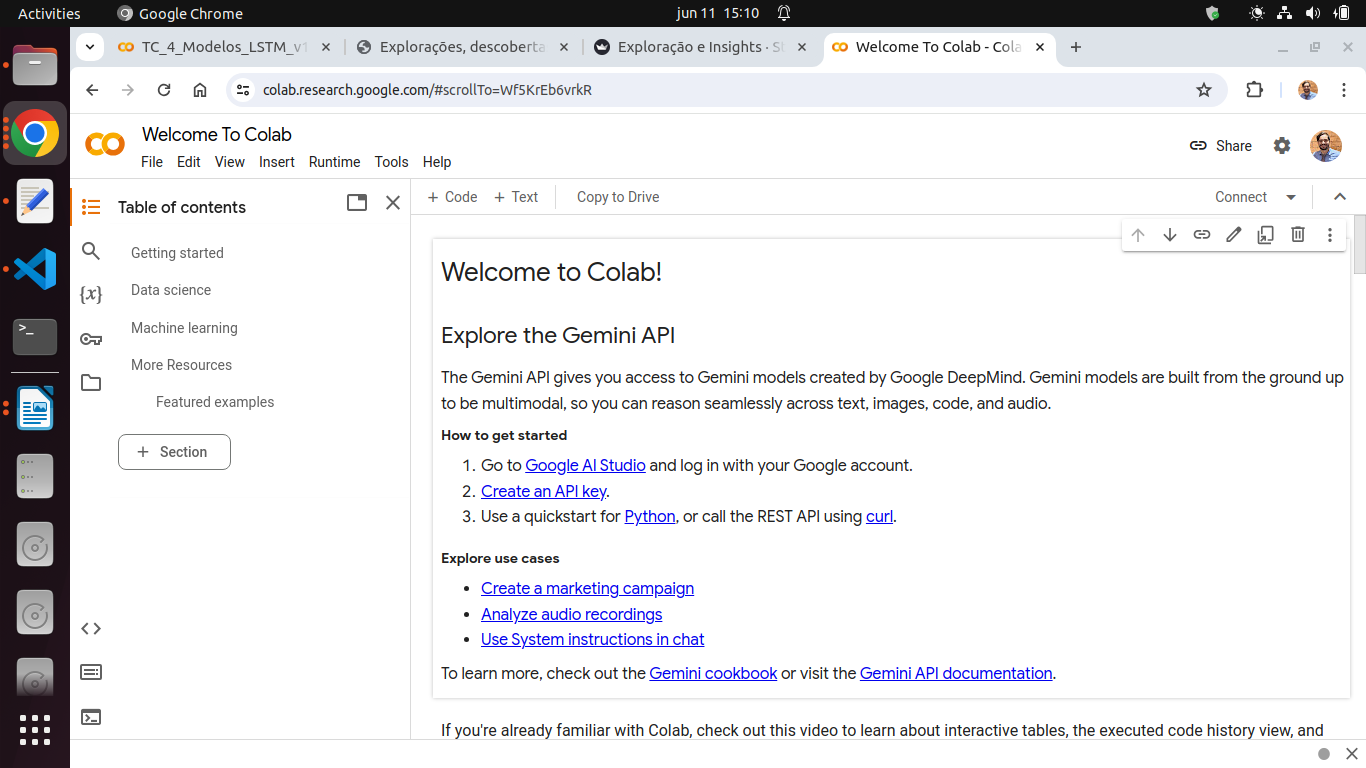 Activities Google Chrome jun 11 15:10
TC_4_Modelos_LSTM_v1 Explorações, descoberta Exploração e Insights · S Welcome To Colab - Cola
colab.research.google.com/#scrollTo=Wf5KrEb6vrkR
Welcome To Colab
File Edit View Insert Runtime Tools Help
Share
Table of contents
+ Code + Text Copy to Drive Connect
Getting started
Data science
Machine learning
More Resources
Featured examples
+ Section
{x}
>_
Welcome to Colab!
Explore the Gemini API
The Gemini API gives you access to Gemini models created by Google DeepMind. Gemini models are built from the ground up
to be multimodal, so you can reason seamlessly across text, images, code, and audio.
How to get started
1. Go to Google AI Studio and log in with your Google account.
2. Create an API key.
3. Use a quickstart for Python, or call the REST API using curl.
Explore use cases
• Create a marketing campaign
• Analyze audio recordings
• Use System instructions in chat
To learn more, check out the Gemini cookbook or visit the Gemini API documentation.
If you're already familiar with Colab, check out this video to learn about interactive tables, the executed code history view, and